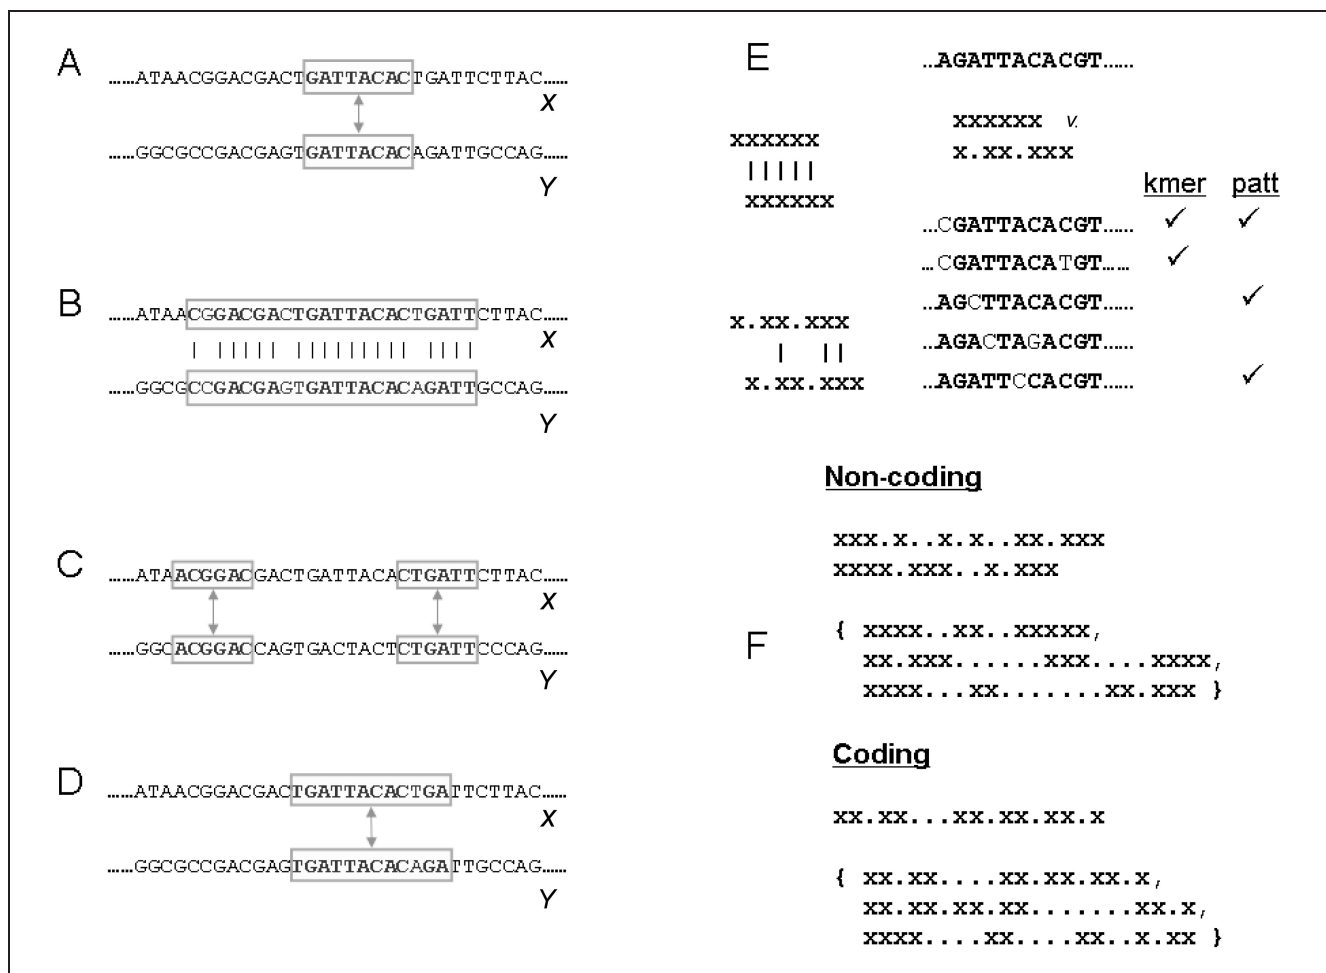 A
......ATAACGGACGACTGATTACACTGATTCTTAC......
X
......GGCGCCGACGAGTGATTACACAGATTGCCAG......
Y
B
......ATAACGGACGACTGATTACACTGATTCTTAC......
X
| ||||| ||||||||| ||||
......GGCGCCGACGAGTGATTACACAGATTGCCAG......
Y
C
......ATAACGGACGACTGATTACACTGATTCTTAC......
X
......GGCACGGACCAGTGACTACTCTGATTCCCAG......
Y
D
......ATAACGGACGACTGATTACACTGATTCTTAC......
X
......GGCGCCGACGAGTGATTACACAGATTGCCAG......
Y
E
...AGATTACACGT......
xxxxxx
|||||
xxxxxx
xxxxxx v.
x.xx.xxx
kmer patt
...CGATTACACGT...... ✓ ✓
...CGATTACATGT...... ✓
...AGCTTACACGT...... ✓
...AGACTAGACGT......
...AGATTCCACGT...... ✓
x.xx.xxx
| ||
x.xx.xxx
F
Non-coding
xxx.x..x.x..xx.xxx
xxxx.xxx..x.xxx
{ xxxx..xx..xxxxx,
xx.xxx......xxx....xxxx,
xxxx...xx.......xx.xxx }
Coding
xx.xx...xx.xx.xx.x
{ xx.xx....xx.xx.xx.x,
xx.xx.xx.xx.......xx.x,
xxxx....xx....xx..x.xx }